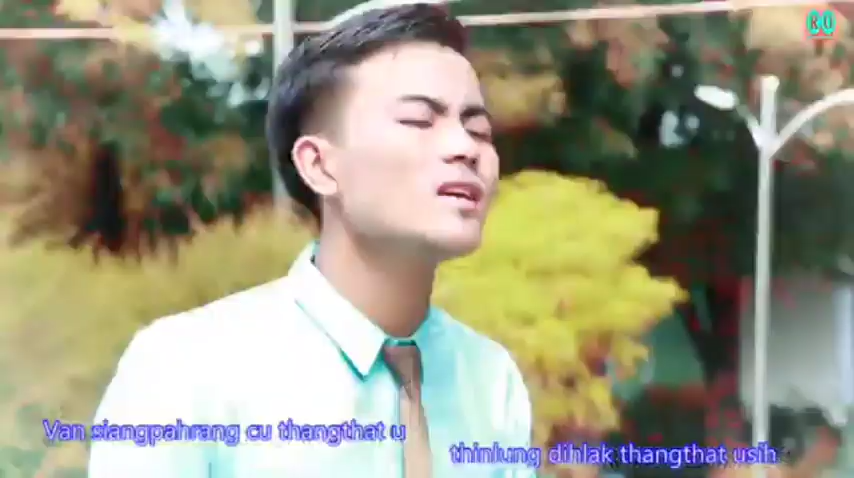 Van siangpahrang cu thangthat u
thinlung dihlak thangthat usih